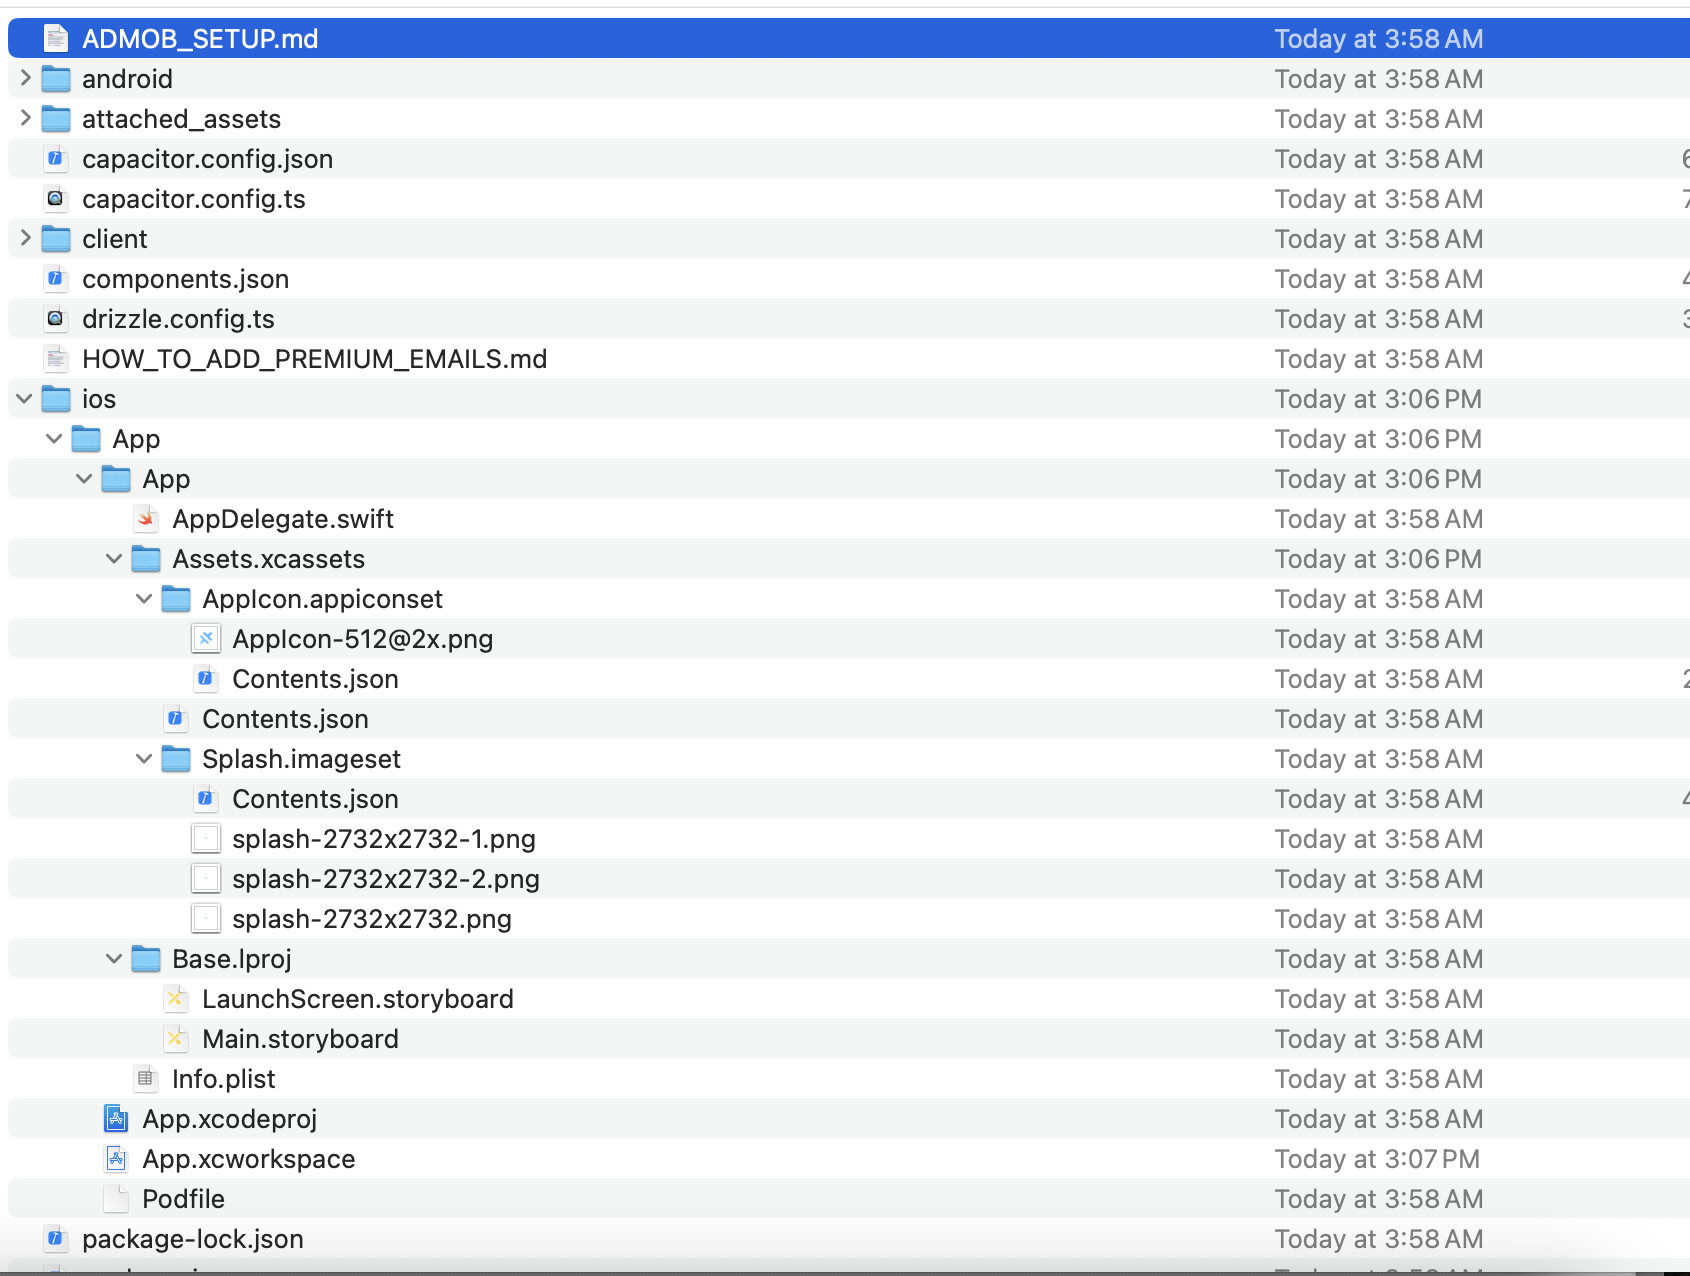 ADMOB_SETUP.md Today at 3:58 AM
android Today at 3:58 AM
attached_assets Today at 3:58 AM
capacitor.config.json Today at 3:58 AM
capacitor.config.ts Today at 3:58 AM
client Today at 3:58 AM
components.json Today at 3:58 AM
drizzle.config.ts Today at 3:58 AM
HOW_TO_ADD_PREMIUM_EMAILS.md Today at 3:58 AM
ios Today at 3:06 PM
App Today at 3:06 PM
App Today at 3:06 PM
AppDelegate.swift Today at 3:58 AM
Assets.xcassets Today at 3:06 PM
AppIcon.appiconset Today at 3:58 AM
AppIcon-512@2x.png Today at 3:58 AM
Contents.json Today at 3:58 AM
Contents.json Today at 3:58 AM
Splash.imageset Today at 3:58 AM
Contents.json Today at 3:58 AM
splash-2732x2732-1.png Today at 3:58 AM
splash-2732x2732-2.png Today at 3:58 AM
splash-2732x2732.png Today at 3:58 AM
Base.lproj Today at 3:58 AM
LaunchScreen.storyboard Today at 3:58 AM
Main.storyboard Today at 3:58 AM
Info.plist Today at 3:58 AM
App.xcodeproj Today at 3:58 AM
App.xcworkspace Today at 3:07 PM
Podfile Today at 3:58 AM
package-lock.json Today at 3:58 AM